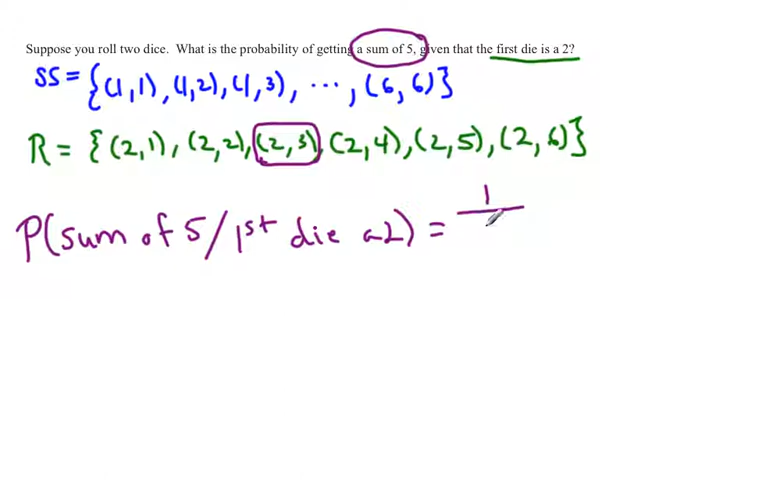 Suppose you roll two dice. What is the probability of getting a sum of 5, given that the first die is a 2?
SS = {(1,1), (1,2), (1,3), ..., (6,6)}
R = {(2,1), (2,2), (2,3), (2,4), (2,5), (2,6)}
P(sum of 5/1st die a 2) = 1/